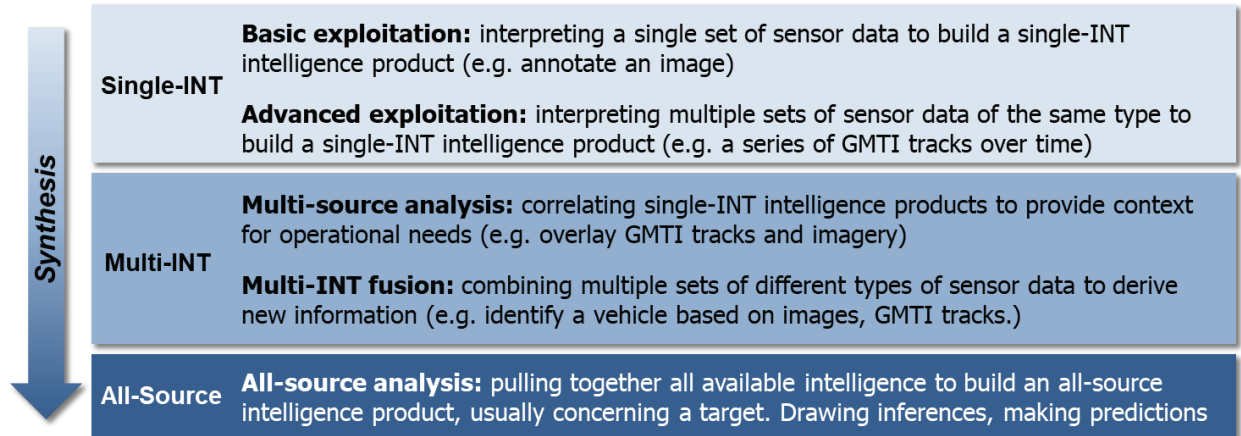 Synthesis
Single-INT
Basic exploitation: interpreting a single set of sensor data to build a single-INT
intelligence product (e.g. annotate an image)
Advanced exploitation: interpreting multiple sets of sensor data of the same type to
build a single-INT intelligence product (e.g. a series of GMTI tracks over time)
Multi-INT
Multi-source analysis: correlating single-INT intelligence products to provide context
for operational needs (e.g. overlay GMTI tracks and imagery)
Multi-INT fusion: combining multiple sets of different types of sensor data to derive
new information (e.g. identify a vehicle based on images, GMTI tracks.)
All-Source
All-source analysis: pulling together all available intelligence to build an all-source
intelligence product, usually concerning a target. Drawing inferences, making predictions